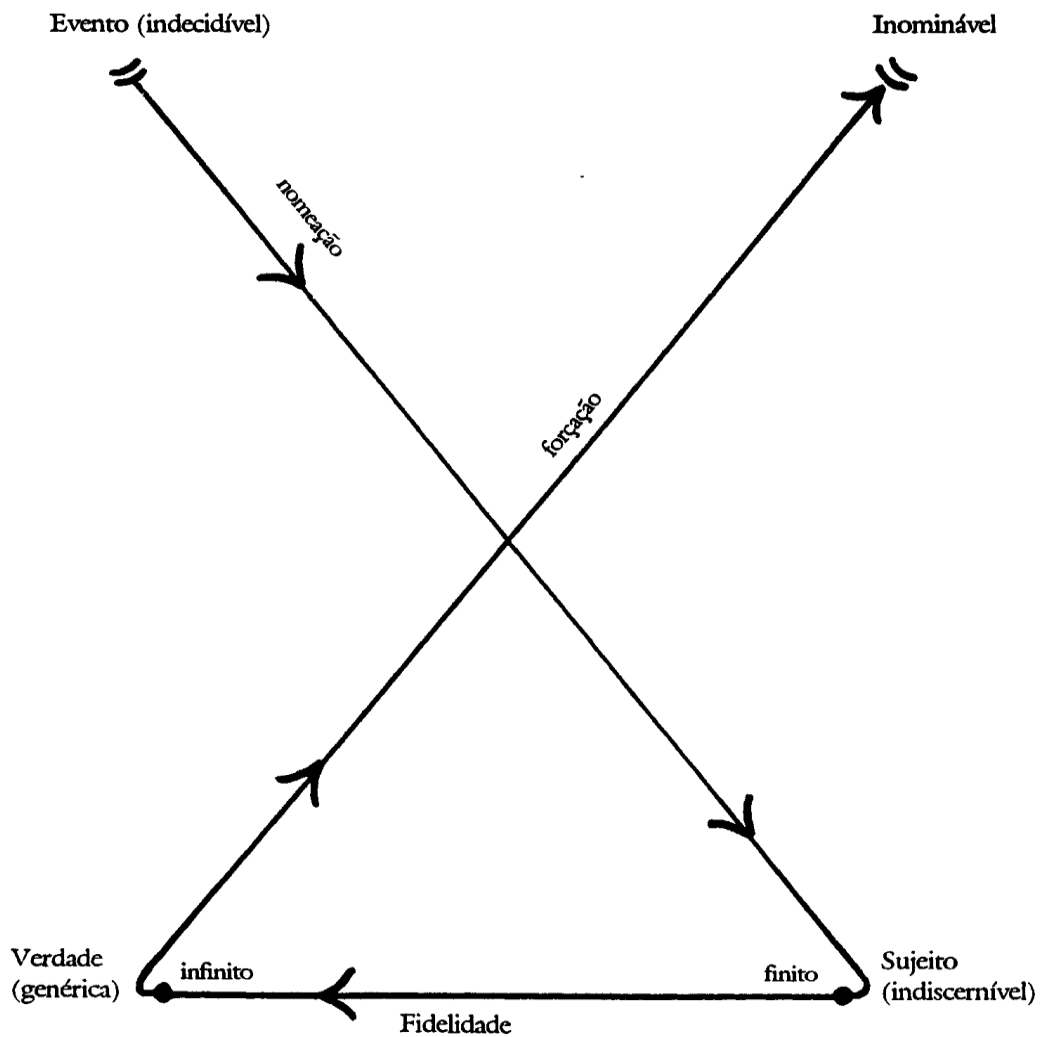 Evento (indecidível)
Inominável
nomeação
forçação
Verdade
(genérica)
infinito
finito
Sujeito
(indiscernível)
Fidelidade